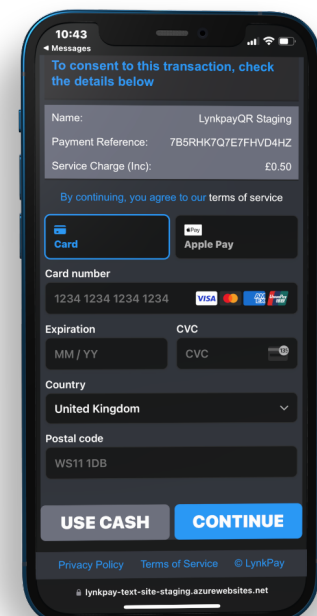 10:43
Messages
To consent to this transaction, check
the details below
Name: LynkpayQR Staging
Payment Reference: 7B5RHK7Q7E7FHVD4HZ
Service Charge (Inc): £0.50
By continuing, you agree to our terms of service
Card
Pay
Apple Pay
Card number
1234 1234 1234 1234 VISA
Expiration CVC
MM / YY CVC
Country
United Kingdom
Postal code
WS11 1DB
USE CASH CONTINUE
Privacy Policy Terms of Service © LynkPay
lynkpay-text-site-staging.azurewebsites.net